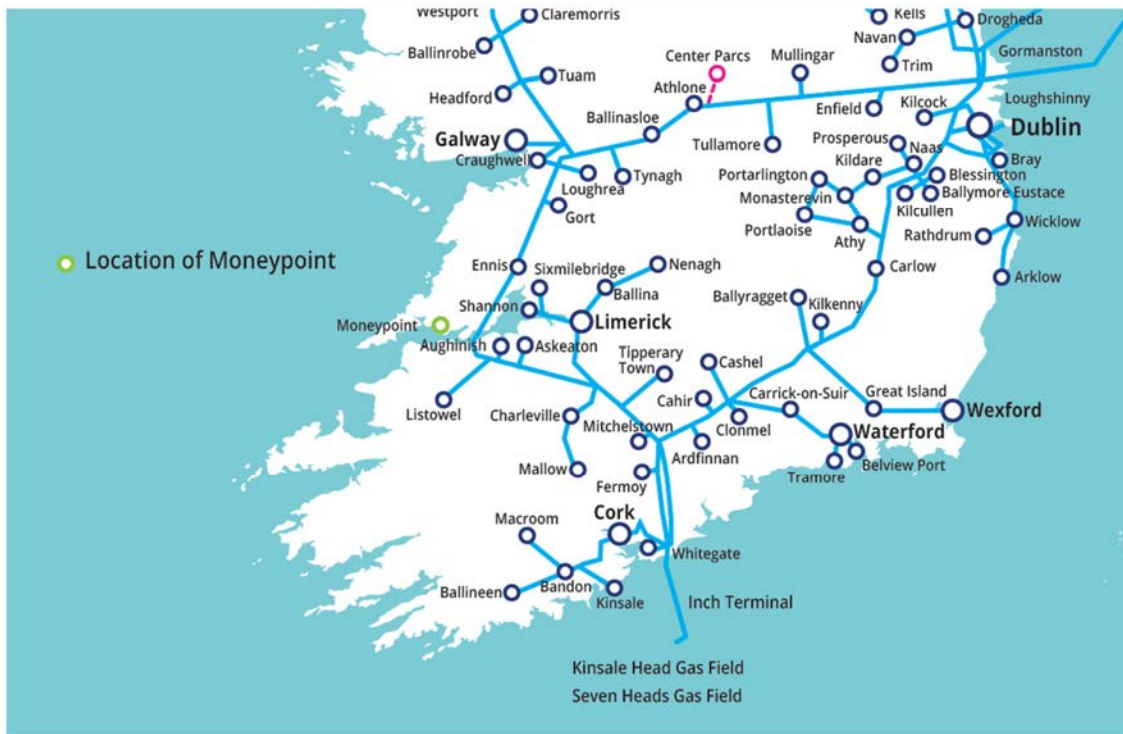 Westport
Claremorris
Kells
Drogheda
Ballinrobe
Navan
Gormanston
Center Parcs
Mullingar
Tuam
Trim
Headford
Athlone
Enfield
Kilcock
Loughshinny
Ballinasloe
Galway
Dublin
Tullamore
Prosperous
Naas
Craughwell
Kildare
Bray
Loughrea
Tynagh
Portarlington
Blessington
Monasterevin
Ballymore Eustace
Gort
Kilcullen
Wicklow
Portlaoise
Athy
Rathdrum
Location of Moneypoint
Ennis
Sixmilebridge
Nenagh
Carlow
Arklow
Ballina
Ballyragget
Kilkenny
Shannon
Moneypoint
Limerick
Aughinish
Askeaton
Tipperary
Town
Cashel
Listowel
Charleville
Cahir
Carrick-on-Suir
Great Island
Wexford
Mitchelstown
Clonmel
Waterford
Mallow
Ardfinnan
Belview Port
Tramore
Fermoy
Cork
Macroom
Whitegate
Ballineen
Bandon
Kinsale
Inch Terminal
Kinsale Head Gas Field
Seven Heads Gas Field